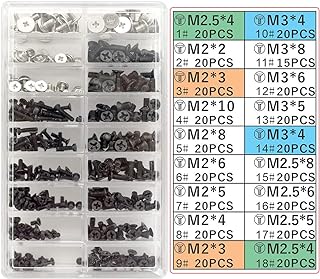 M2.5*4 M3*4
1# 20PCS 10# 20PCS
M2*2 M3*8
2# 20PCS 11# 15PCS
M2*3 M3*6
3# 20PCS 12# 20PCS
M2*10 M3*5
4# 20PCS 13# 20PCS
M2*8 M3*4
5# 20PCS 14# 20PCS
M2*6 M2.5*8
6# 20PCS 15# 20PCS
M2*5 M2.5*6
7# 20PCS 16# 20PCS
M2*4 M2.5*5
8# 20PCS 17# 20PCS
M2*3 M2.5*4
9# 20PCS 18# 20PCS